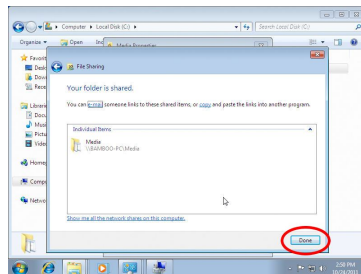 Computer ▸ Local Disk (C:) ▸
Search Local Disk (C:)
Organize ▾
Open
Media Properties
File Sharing
Your folder is shared.
You can e-mail someone links to these shared items, or copy and paste the links into another program.
Individual Items
Media
\\BAMBOO-PC\Media
Show me all the network shares on this computer.
Done
2:58 PM